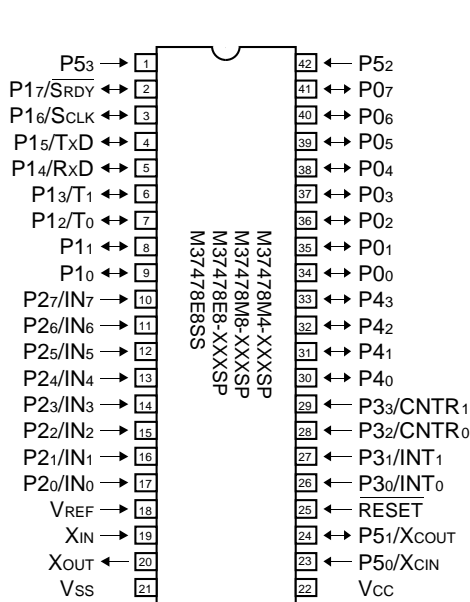 P53 1 42 P52
P17/SRDY 2 41 P07
P16/SCLK 3 40 P06
P15/TxD 4 39 P05
P14/RxD 5 38 P04
P13/T1 6 37 P03
P12/T0 7 36 P02
P11 8 35 P01
P10 9 34 P00
P27/IN7 10 33 P43
P26/IN6 11 32 P42
P25/IN5 12 31 P41
P24/IN4 13 30 P40
P23/IN3 14 29 P33/CNTR1
P22/IN2 15 28 P32/CNTR0
P21/IN1 16 27 P31/INT1
P20/IN0 17 26 P30/INT0
VREF 18 25 RESET
XIN 19 24 P51/XCOUT
XOUT 20 23 P50/XCIN
VSS 21 22 VCC
M37478M4-XXXSP
M37478M8-XXXSP
M37478E8-XXXSP
M37478E8SS